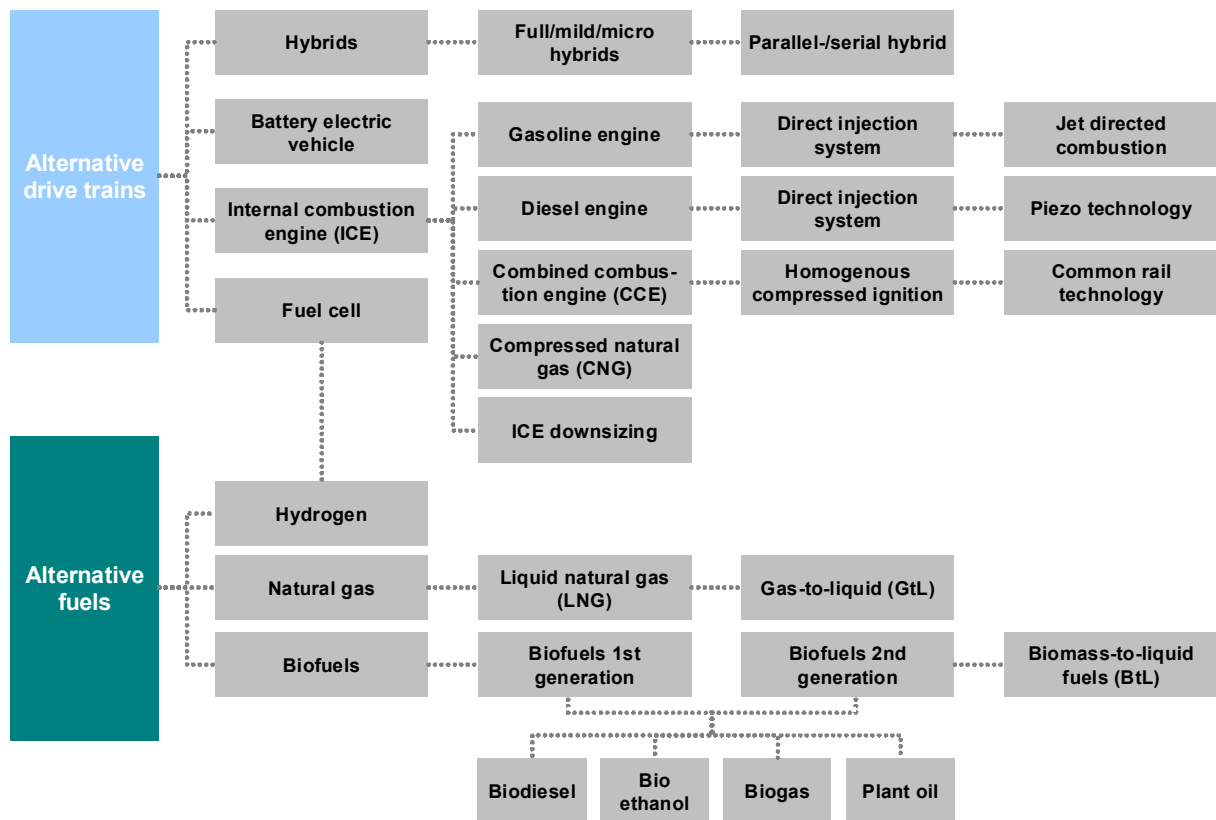 Hybrids
Full/mild/micro
hybrids
Parallel-/serial hybrid
Alternative
drive trains
Battery electric
vehicle
Gasoline engine
Direct injection
system
Jet directed
combustion
Internal combustion
engine (ICE)
Diesel engine
Direct injection
system
Piezo technology
Combined combus-
tion engine (CCE)
Homogenous
compressed ignition
Common rail
technology
Fuel cell
Compressed natural
gas (CNG)
ICE downsizing
Alternative
fuels
Hydrogen
Natural gas
Liquid natural gas
(LNG)
Gas-to-liquid (GtL)
Biofuels
Biofuels 1st
generation
Biofuels 2nd
generation
Biomass-to-liquid
fuels (BtL)
Biodiesel
Bio
ethanol
Biogas
Plant oil